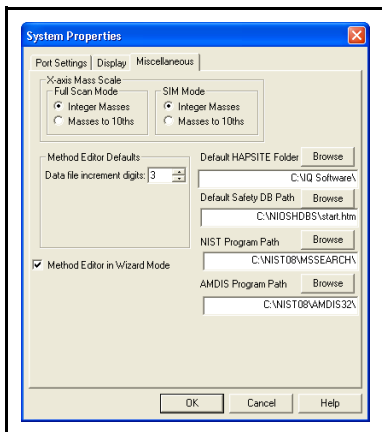 System Properties
Port Settings Display Miscellaneous
X-axis Mass Scale
Full Scan Mode SIM Mode
Integer Masses Integer Masses
Masses to 10ths Masses to 10ths
Method Editor Defaults Default HAPSITE Folder Browse
Data file increment digits: 3 C:\IQ Software\
Default Safety DB Path Browse
C:\NIOSHDBS\start.htm
NIST Program Path Browse
Method Editor in Wizard Mode C:\NIST08\MSSEARCH\
AMDIS Program Path Browse
C:\NIST08\AMDIS32\
OK Cancel Help